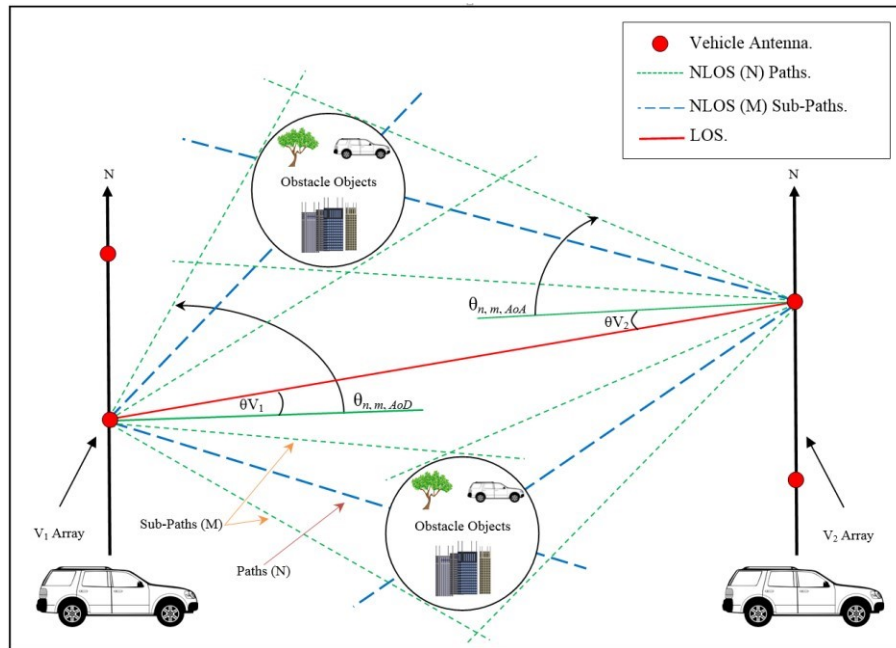 Vehicle Antenna.
NLOS (N) Paths.
NLOS (M) Sub-Paths.
LOS.
N
N
Obstacle Objects
θn, m, AoA
θV2
θV1
θn, m, AoD
Sub-Paths (M)
Paths (N)
Obstacle Objects
V1 Array
V2 Array